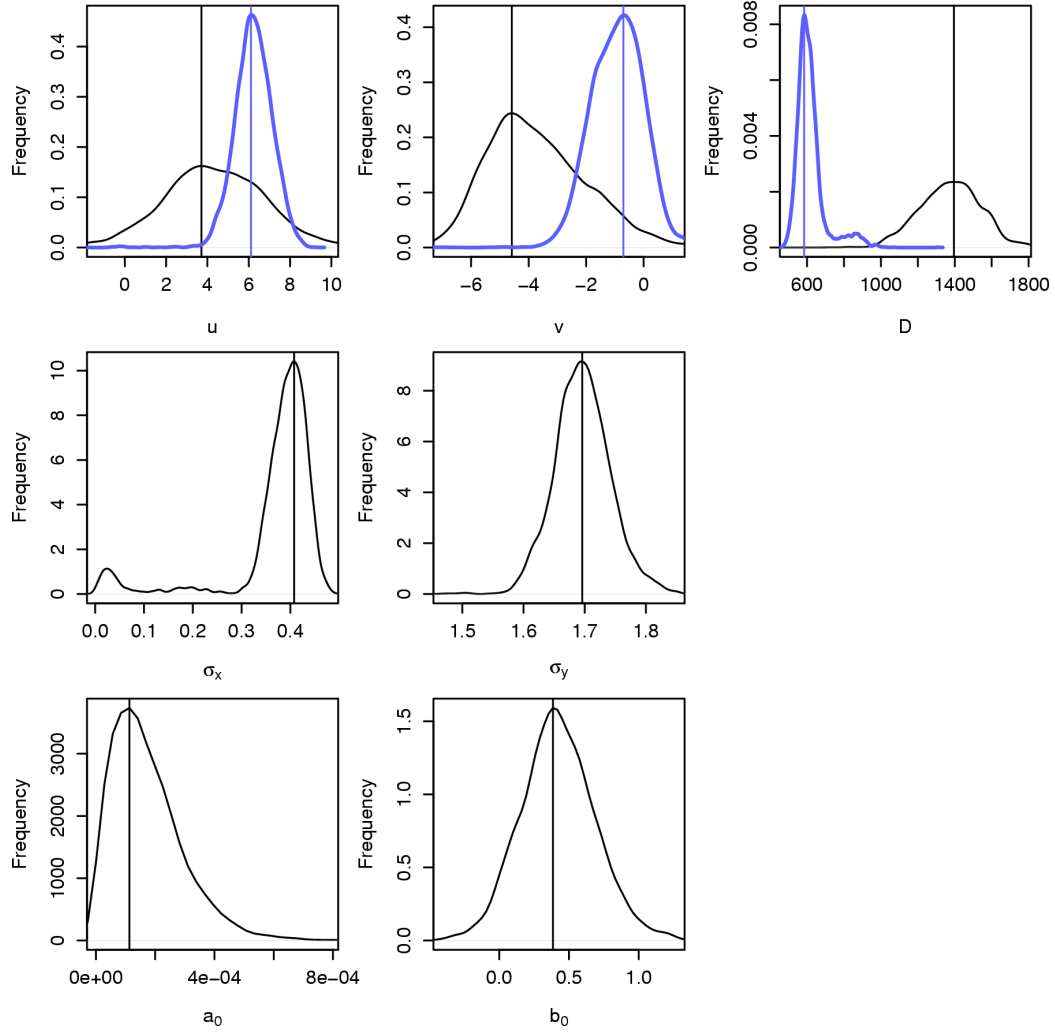 Frequency
0.0 0.1 0.2 0.3 0.4
0 2 4 6 8 10
u
Frequency
0.0 0.1 0.2 0.3 0.4
−6 −4 −2 0
v
Frequency
0.000 0.004 0.008
600 1000 1400 1800
D
Frequency
0 2 4 6 8 10
0.0 0.1 0.2 0.3 0.4
σx
Frequency
0 2 4 6 8
1.5 1.6 1.7 1.8
σy
Frequency
0 1000 2000 3000
0e+00 4e−04 8e−04
a0
Frequency
0.0 0.5 1.0 1.5
0.0 0.5 1.0
b0